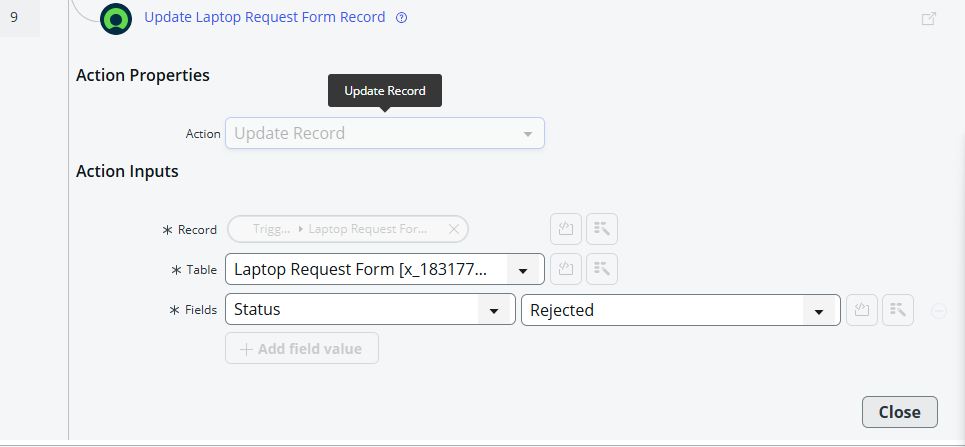 9
Update Laptop Request Form Record
Action Properties
Update Record
Action
Update Record
Action Inputs
* Record Trigg... ▸ Laptop Request For...
* Table Laptop Request Form [x_183177...
* Fields Status Rejected
+ Add field value
Close